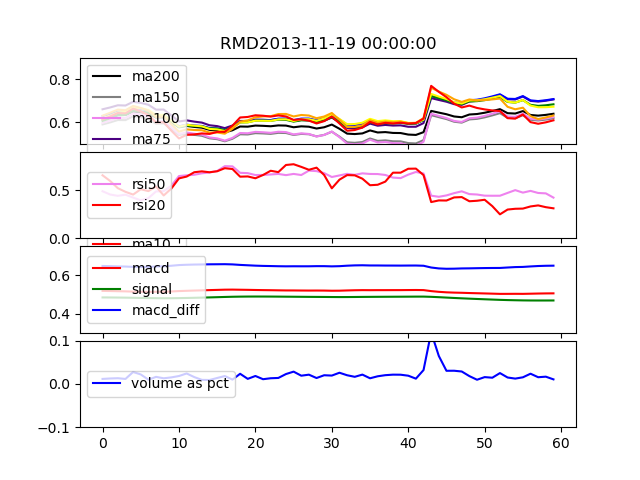 RMD2013-11-19 00:00:00
0.8
0.6
ma200
ma150
ma100
ma75
0.5
0.0
rsi50
rsi20
ma10
0.6
0.4
macd
signal
macd_diff
0.1
0.0
-0.1
volume as pct
0 10 20 30 40 50 60